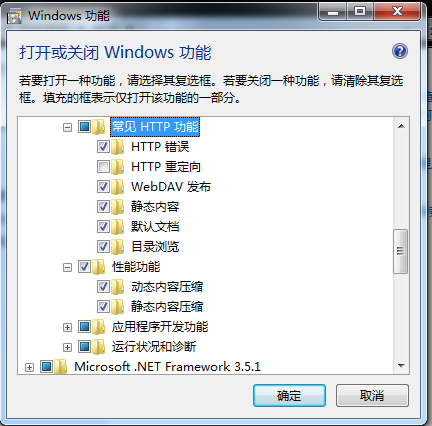 Windows 功能
打开或关闭 Windows 功能
若要打开一种功能，请选择其复选框。若要关闭一种功能，请清除其复选
框。填充的框表示仅打开该功能的一部分。
常见 HTTP 功能
HTTP 错误
HTTP 重定向
WebDAV 发布
静态内容
默认文档
目录浏览
性能功能
动态内容压缩
静态内容压缩
应用程序开发功能
运行状况和诊断
Microsoft .NET Framework 3.5.1
确定
取消